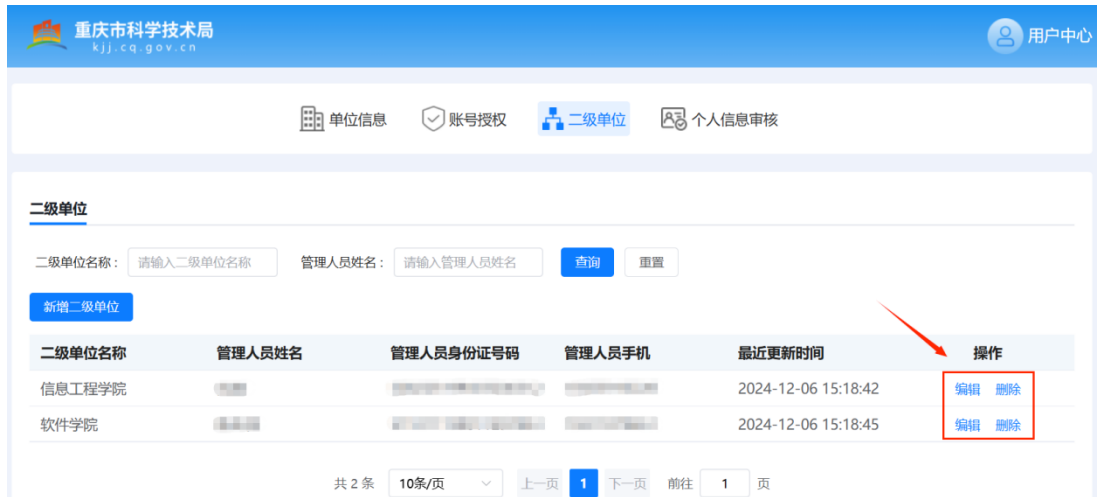 重庆市科学技术局
kjj.cq.gov.cn
用户中心
单位信息 账号授权 二级单位 个人信息审核
二级单位
二级单位名称： 请输入二级单位名称 管理人员姓名： 请输入管理人员姓名 查询 重置
新增二级单位
二级单位名称 管理人员姓名 管理人员身份证号码 管理人员手机 最近更新时间 操作
信息工程学院 2024-12-06 15:18:42 编辑 删除
软件学院 2024-12-06 15:18:45 编辑 删除
共 2 条 10条/页 上一页 1 下一页 前往 1 页